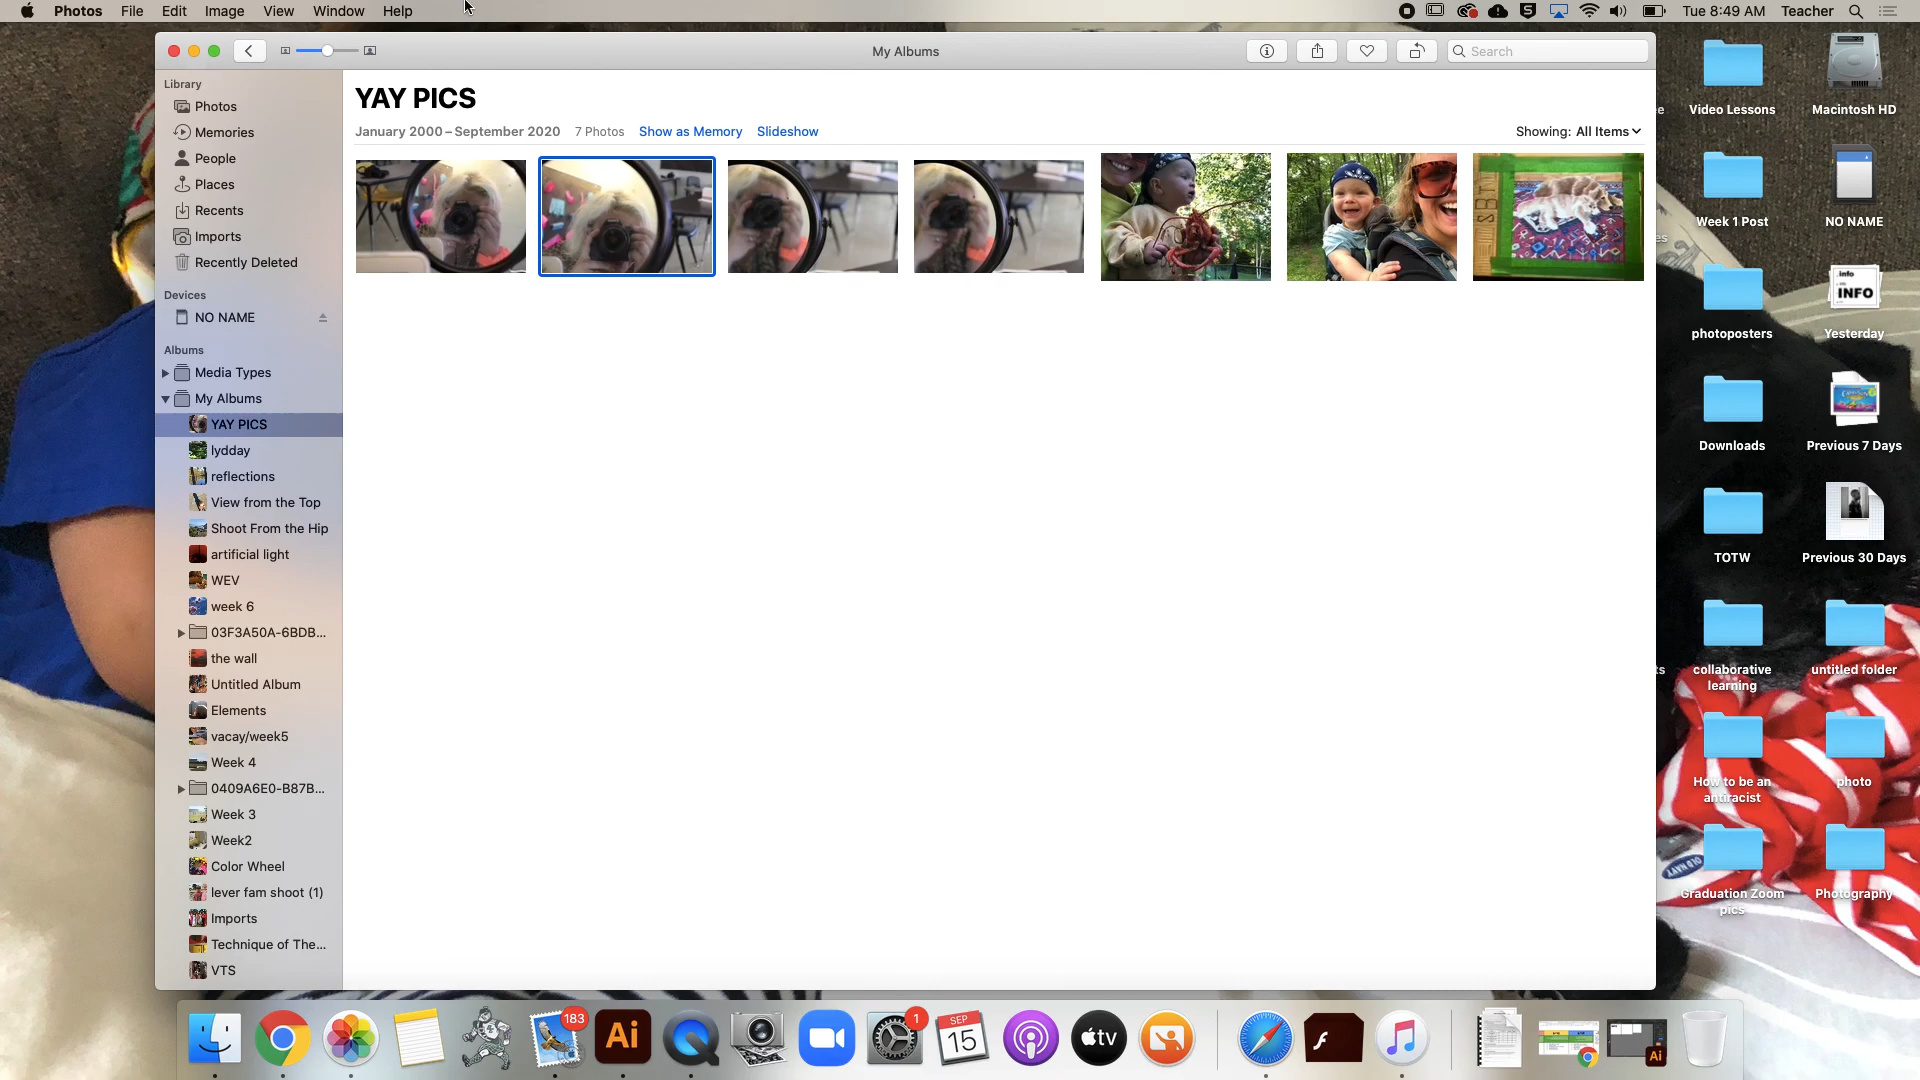 Photos File Edit Image View Window Help
Tue 8:49 AM Teacher
My Albums
Search
Library
Photos
Memories
People
Places
Recents
Imports
Recently Deleted
Devices
NO NAME
Albums
Media Types
My Albums
YAY PICS
lydday
reflections
View from the Top
Shoot From the Hip
artificial light
WEV
week 6
03F3A50A-6BDB...
the wall
Untitled Album
Elements
vacay/week5
Week 4
0409A6E0-B87B...
Week 3
Week2
Color Wheel
lever fam shoot (1)
Imports
Technique of The...
VTS
YAY PICS
January 2000 – September 2020 7 Photos Show as Memory Slideshow
Showing: All Items
Video Lessons
Macintosh HD
Week 1 Post
NO NAME
photoposters
.info
INFO
Yesterday
Downloads
Previous 7 Days
TOTW
Previous 30 Days
collaborative
learning
untitled folder
How to be an
antiracist
photo
Graduation Zoom
pics
Photography
OLD NAVY
183
Ai
1
SEP
15
tv
Ai